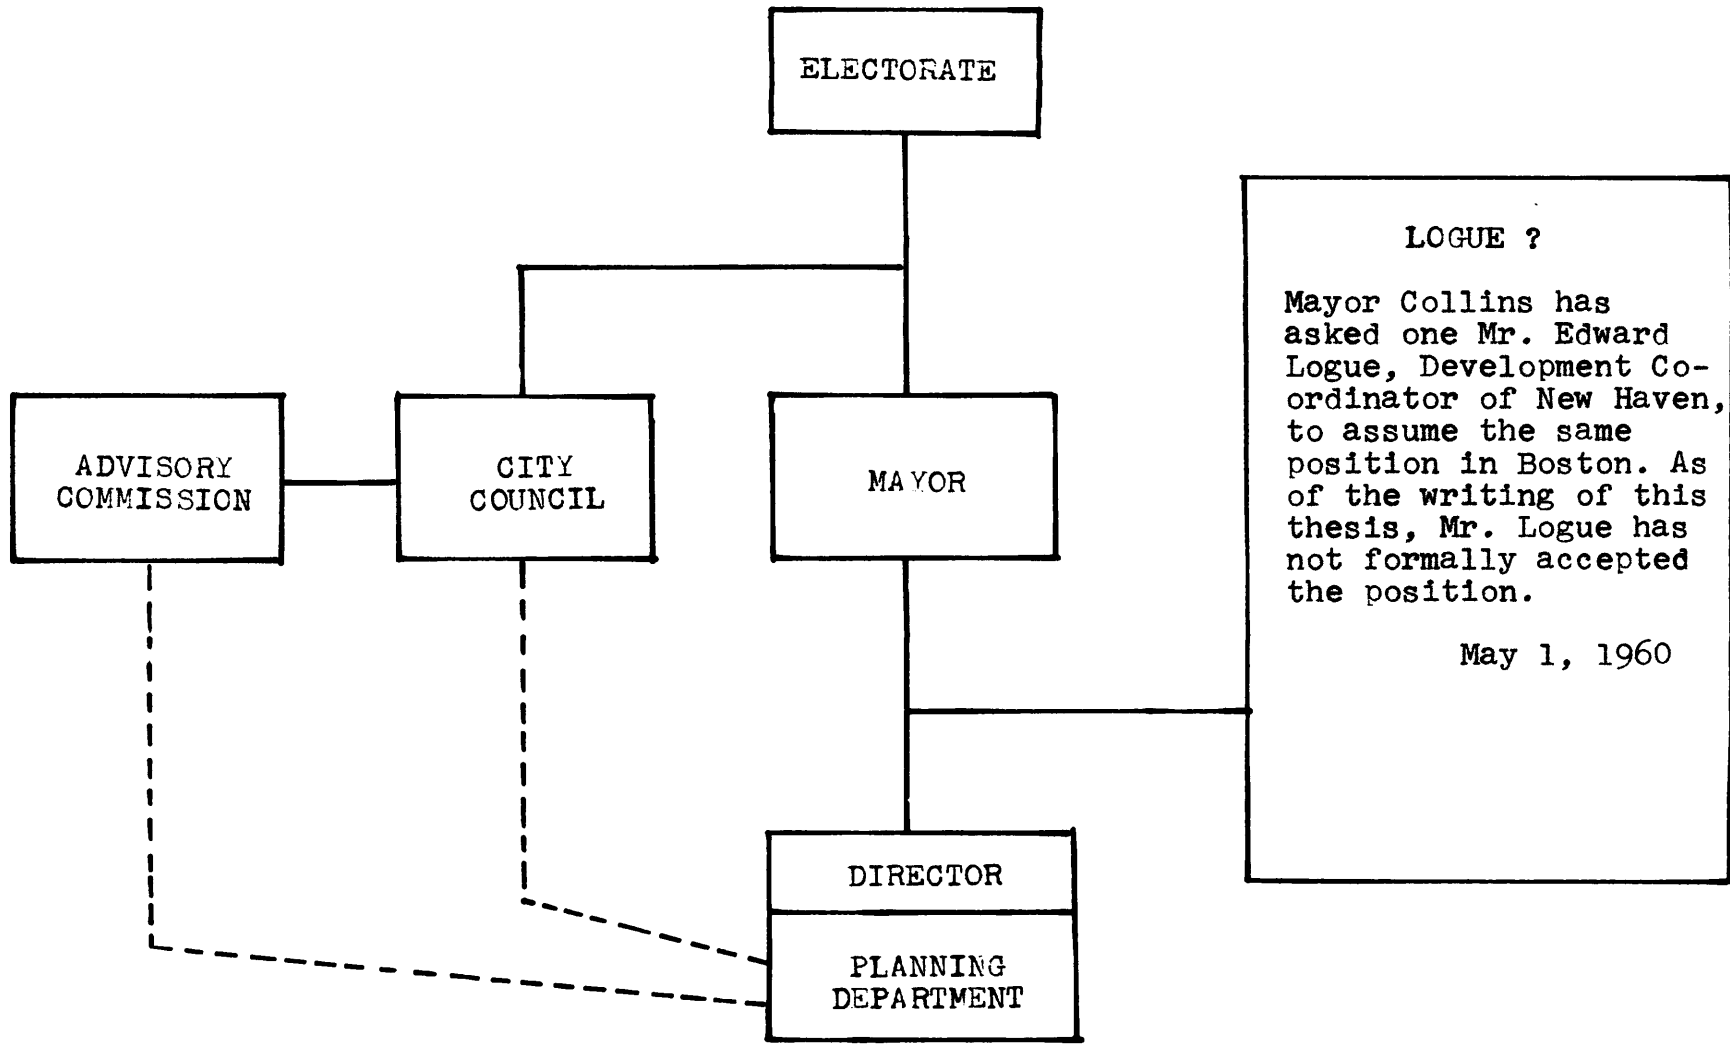 ELECTORATE
LOGUE ?
Mayor Collins has
asked one Mr. Edward
Logue, Development Co-
ordinator of New Haven,
to assume the same
position in Boston. As
of the writing of this
thesis, Mr. Logue has
not formally accepted
the position.
May 1, 1960
ADVISORY
COMMISSION
CITY
COUNCIL
MAYOR
DIRECTOR
PLANNING
DEPARTMENT